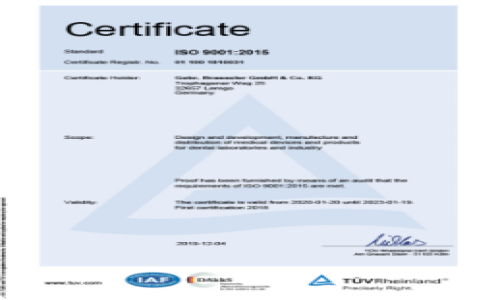 Certificate
Standard ISO 9001:2015
Certificate Registr. No. 01 100
Certificate Holder: Gebr. Brasseler GmbH & Co. KG
Trophagener Weg 25
32657 Lemgo
Germany
Scope: Design and development, manufacture and
distribution of medical devices and products
for dental laboratories and industry
Proof has been furnished by means of an audit that the
requirements of ISO 9001:2015 are met.
Validity: The certificate is valid from 2020-01-20 until 2023-01-19.
First certification 2015
2019-12-04
TÜV Rheinland Cert GmbH
Am Grauen Stein · 51105 Köln
www.tuv.com
IAF
DAkkS
TÜVRheinland
Precisely Right.